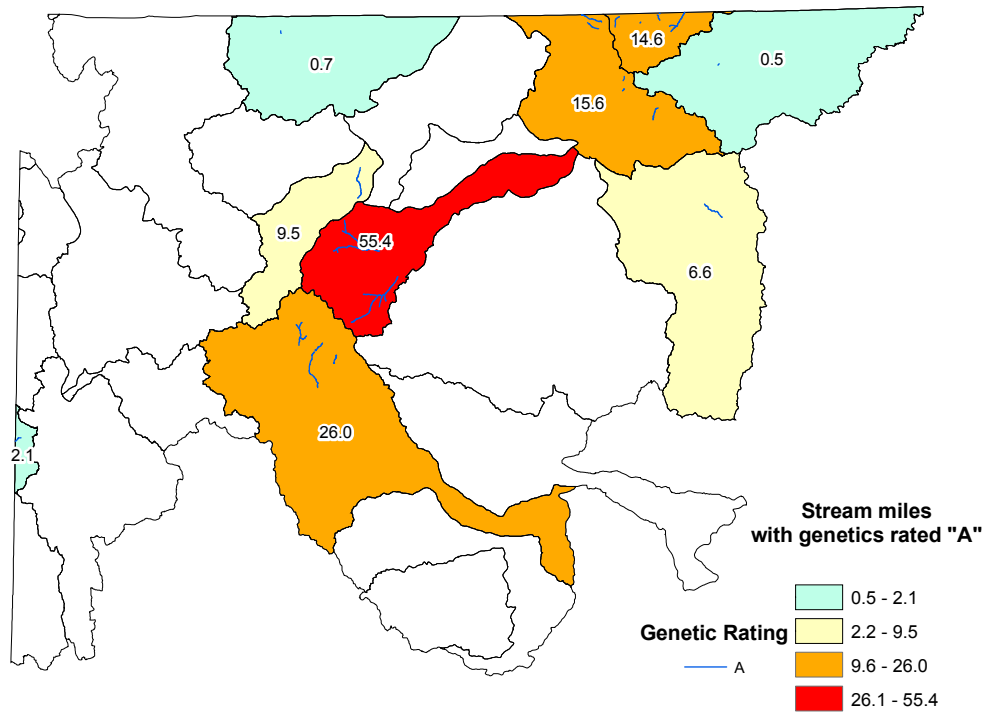 14.6
0.5
0.7
15.6
9.5
55.4
6.6
26.0
2.1
Stream miles
with genetics rated "A"
0.5 - 2.1
Genetic Rating
2.2 - 9.5
A
9.6 - 26.0
26.1 - 55.4